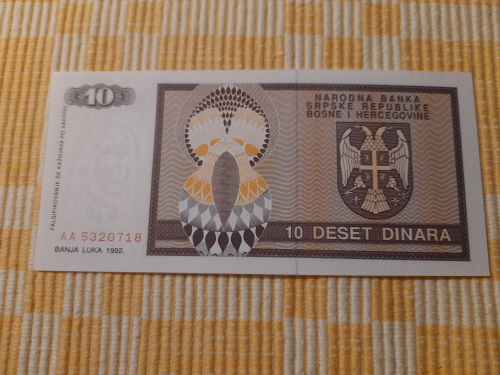 10
NARODNA BANKA
SRPSKE REPUBLIKE
BOSNE I HERCEGOVINE
FALSIFIKOVANJE SE KAŽNJAVA PO ZAKONU
AA 5320718
BANJA LUKA 1992.
10 DESET DINARA